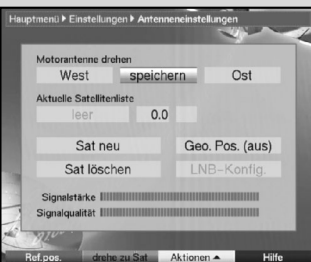 Hauptmenü ▸ Einstellungen ▸ Antenneneinstellungen
Motorantenne drehen
West speichern Ost
Aktuelle Satellitenliste
leer 0.0
Sat neu Geo. Pos. (aus)
Sat löschen LNB-Konfig.
Signalstärke
Signalqualität
Ref.pos. drehe zu Sat Aktionen ▲ Hilfe